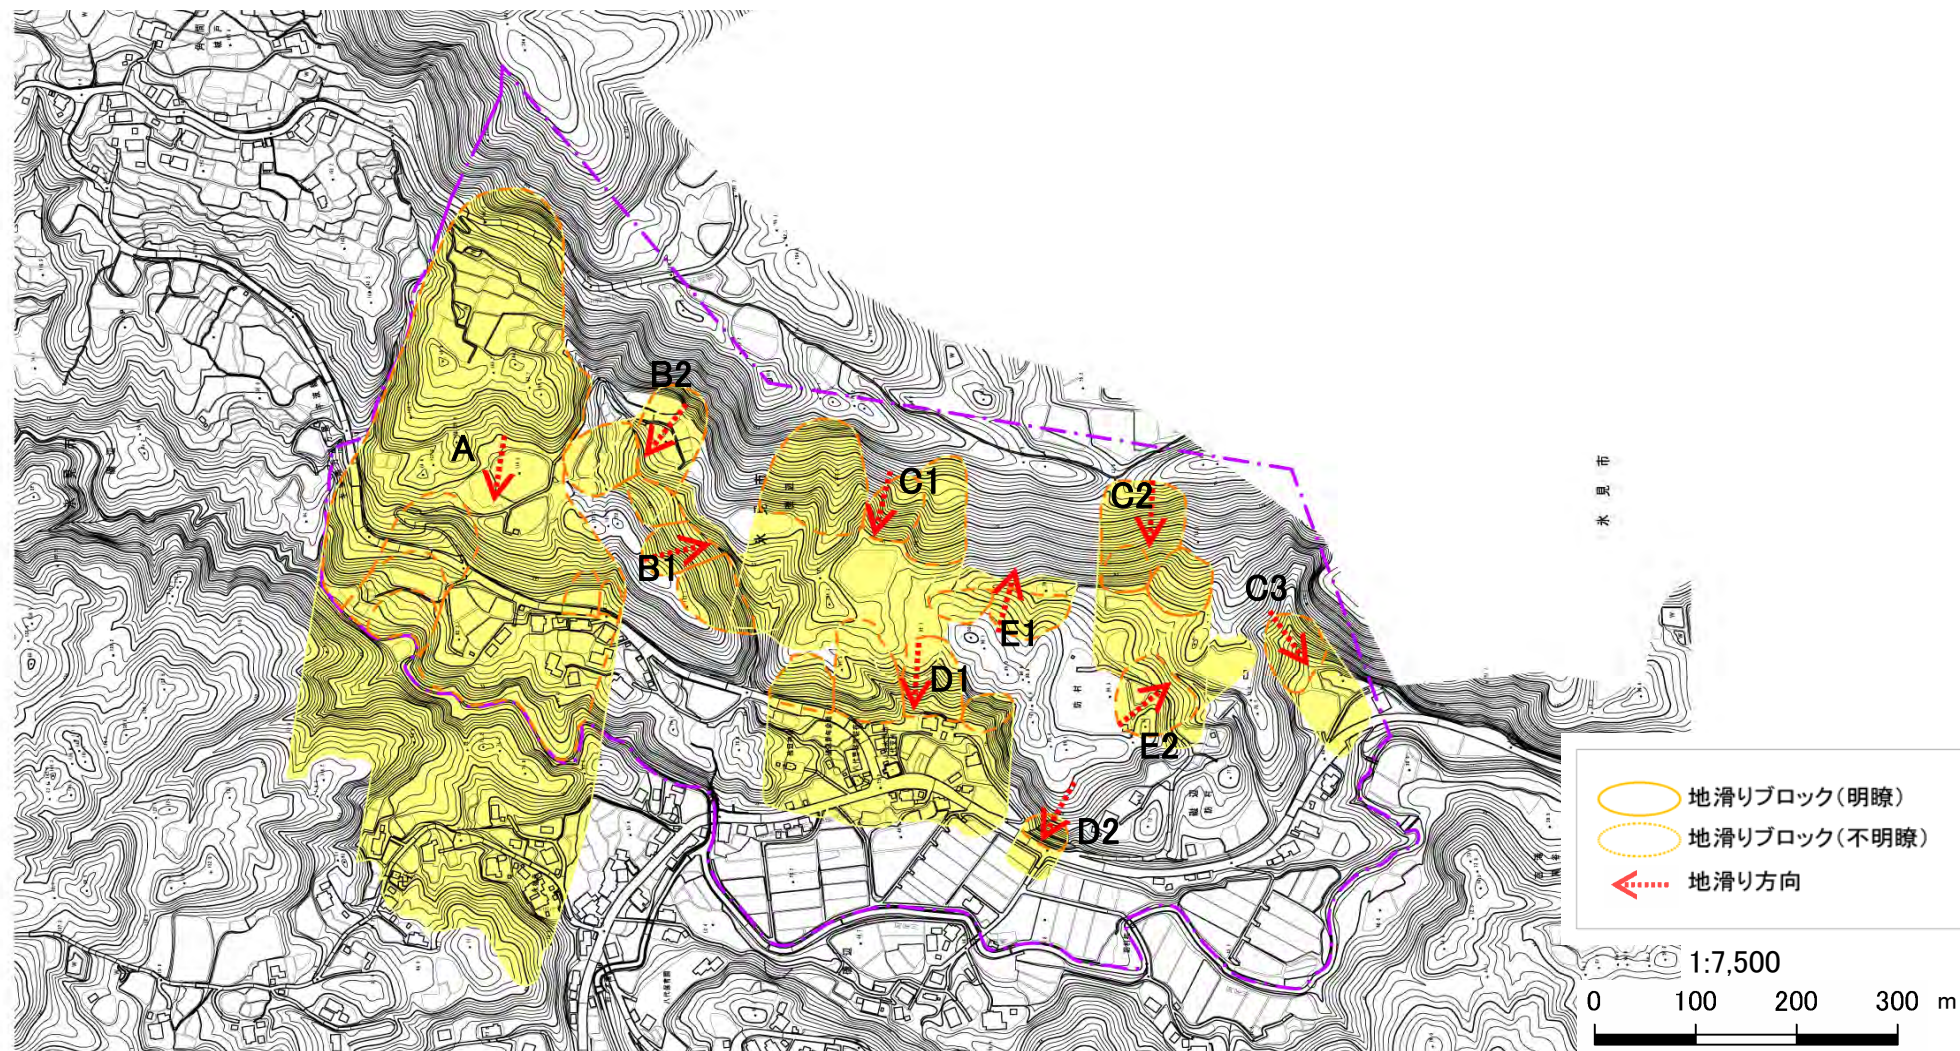 B2
A
C1
C2
B1
C3
E1
D1
E2
D2
氷見市
地滑りブロック(明瞭)
地滑りブロック(不明瞭)
地滑り方向
1:7,500
0 100 200 300 m